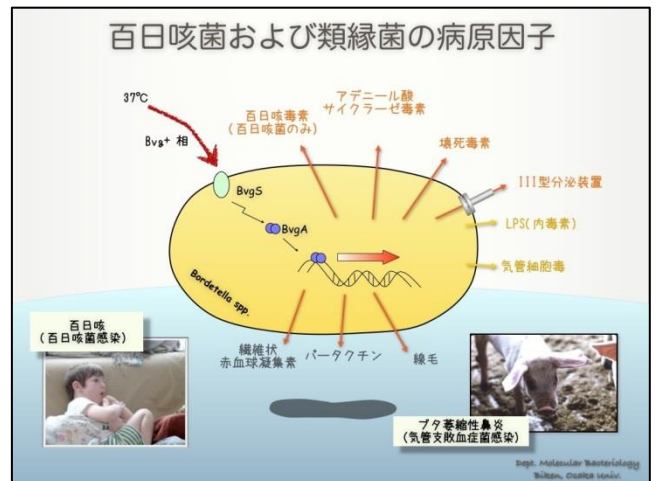 百日咳菌および類縁菌の病原因子
37℃
Bvg+ 相
百日咳毒素
(百日咳菌のみ)
アデニール酸
サイクラーゼ毒素
壊死毒素
III型分泌装置
LPS(内毒素)
気管細胞毒
BvgS
BvgA
Bordetella spp.
繊維状
赤血球凝集素
パータクチン
線毛
百日咳
(百日咳菌感染)
ブタ萎縮性鼻炎
(気管支敗血症菌感染)
Dept. Molecular Bacteriology
Biken, Osaka Univ.